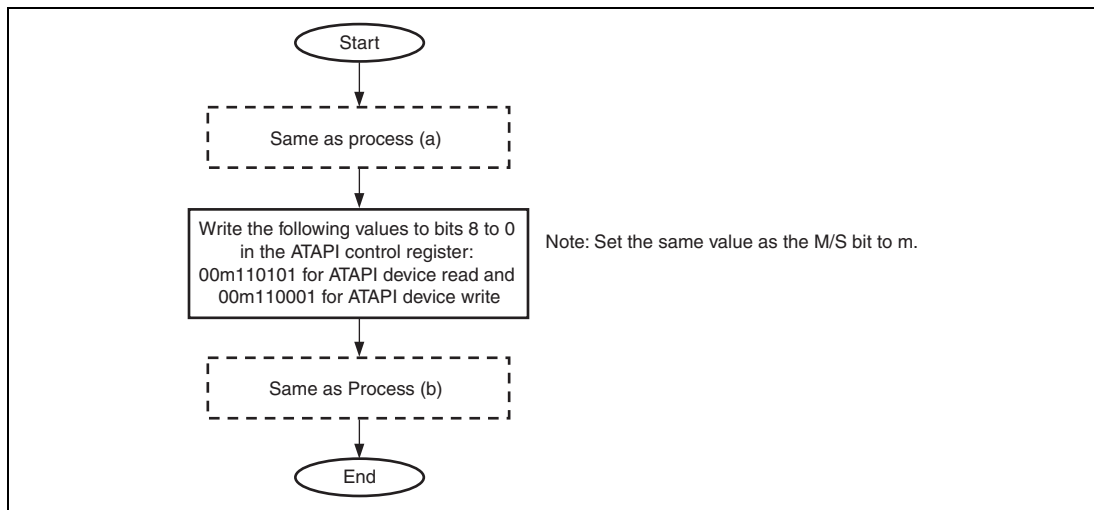 Start
Same as process (a)
Write the following values to bits 8 to 0
in the ATAPI control register:
00m110101 for ATAPI device read and
00m110001 for ATAPI device write
Note: Set the same value as the M/S bit to m.
Same as Process (b)
End